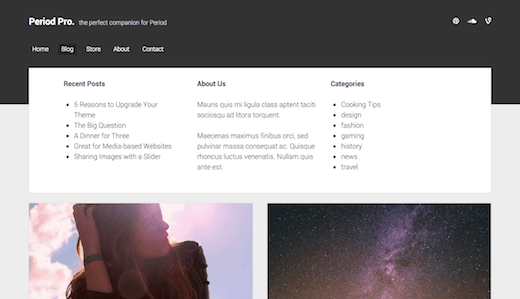 Period Pro. the perfect companion for Period
Home Blog Store About Contact
Recent Posts
5 Reasons to Upgrade Your
Theme
The Big Question
A Dinner for Three
Great for Media-based Websites
Sharing Images with a Slider
About Us
Mauris quis mi ligula class aptent taciti
sociosqu ad litora torquent.
Maecenas maximus finibus orci, sed
pulvinar massa consequat ac. Quisque
rhoncus luctus venenatis. Nullam quis
ante est.
Categories
Cooking Tips
design
fashion
gaming
history
news
travel